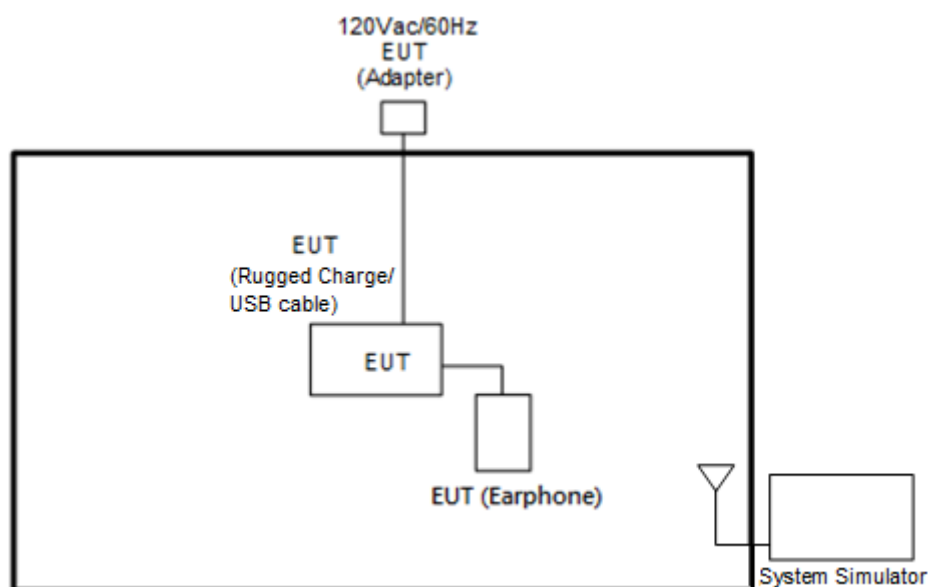 120Vac/60Hz
EUT
(Adapter)
EUT
(Rugged Charge/
USB cable)
EUT
EUT (Earphone)
System Simulator